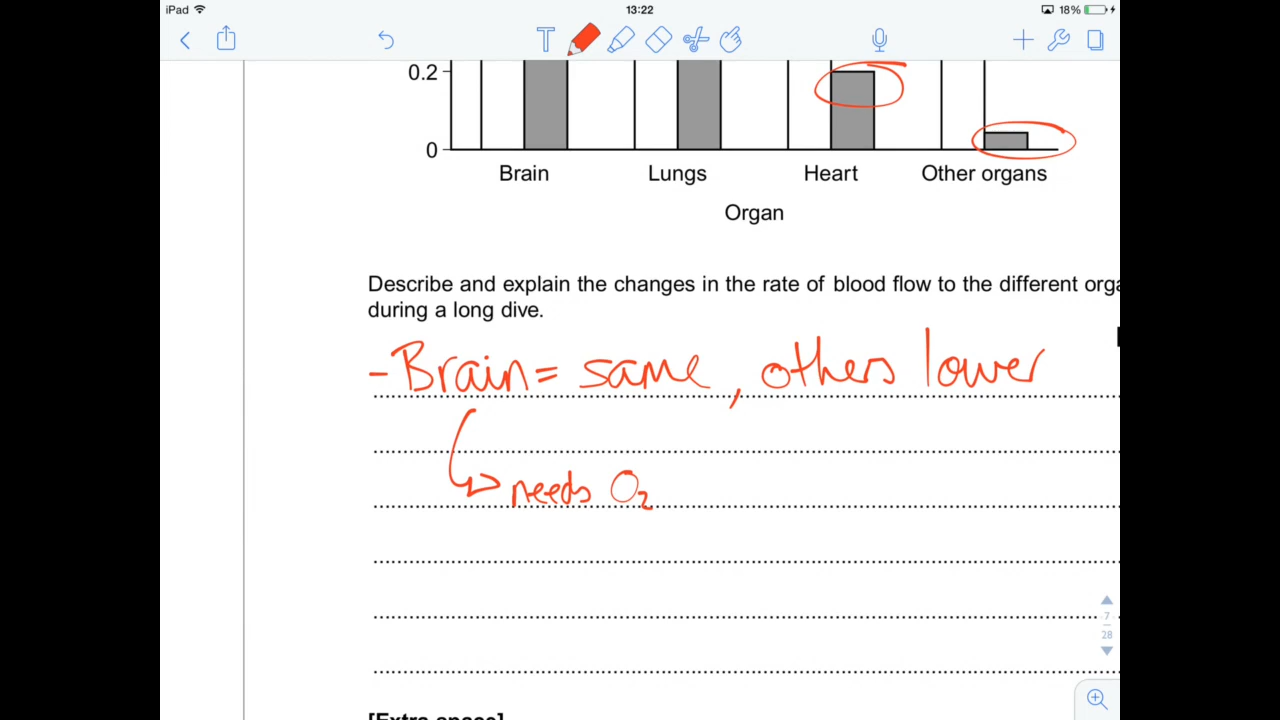 iPad 13:22 18%
T
0.2
0
Brain Lungs Heart Other organs
Organ
Describe and explain the changes in the rate of blood flow to the different orga
during a long dive.
- Brain = same, others lower
needs O2
7
28
[Extra space]